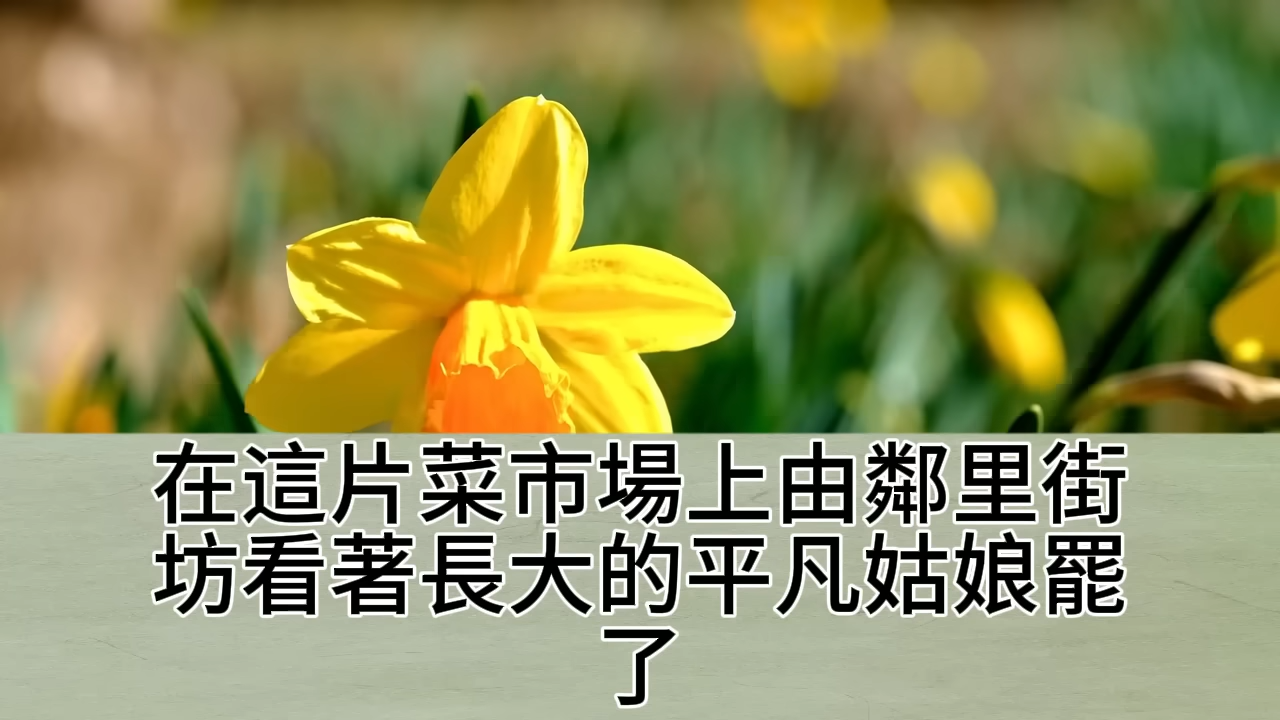 在這片菜市場上由鄰里街
坊看著長大的平凡姑娘罷
了